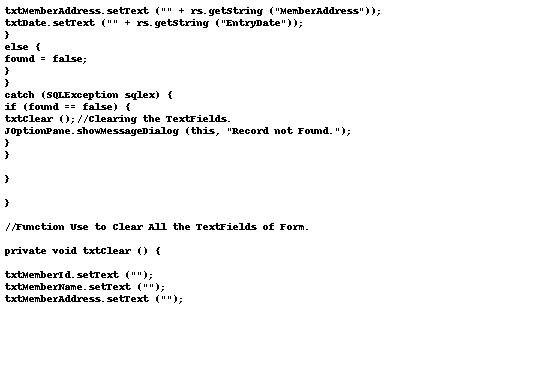 txtMemberAddress.setText ("" + rs.getString ("MemberAddress"));
txtDate.setText ("" + rs.getString ("EntryDate"));
}
else {
found = false;
}
}
catch (SQLException sqlex) {
if (found == false) {
txtClear ();//Clearing the TextFields.
JOptionPane.showMessageDialog (this, "Record not Found.");
}
}
}
}
//Function Use to Clear All the TextFields of Form.
private void txtClear () {
txtMemberId.setText ("");
txtMemberName.setText ("");
txtMemberAddress.setText ("");